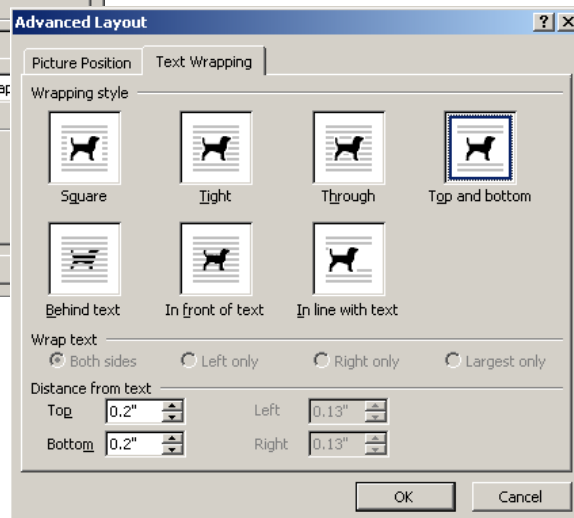 Advanced Layout
Picture Position Text Wrapping
Wrapping style
Square Tight Through Top and bottom
Behind text In front of text In line with text
Wrap text
Both sides Left only Right only Largest only
Distance from text
Top 0.2" Left 0.13"
Bottom 0.2" Right 0.13"
OK Cancel